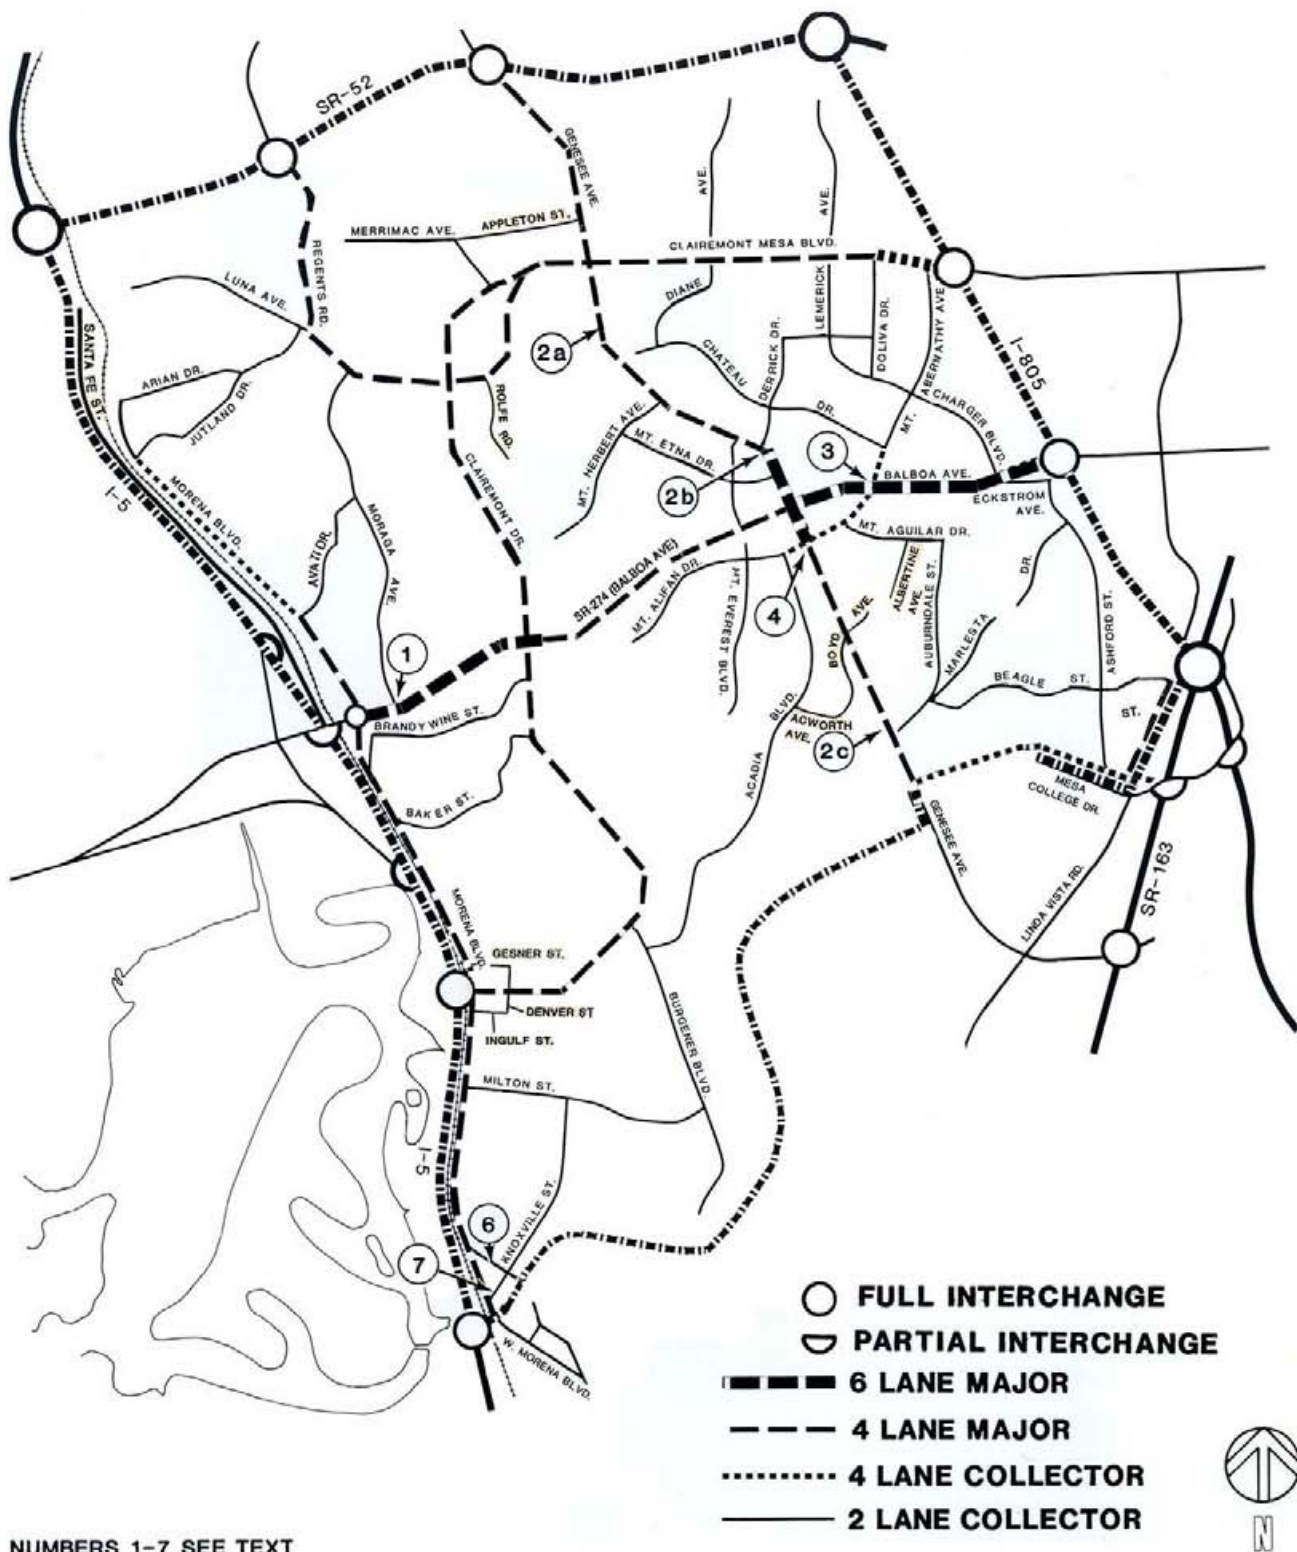 SR-52
GENESEE AVE.
AVE.
AVE.
MERRIMAC AVE.
APPLETON ST.
CLAIREMONT MESA BLVD.
REGENTS RD.
LUNA AVE.
DIANE
LEMERICK
DOLIVA DR.
MT. ABERNATHY AVE
I-805
SANTA FE ST.
2a
CHATEAU
DR.
DERRICK DR.
ARIAN DR.
JUTLAND DR.
ROLFE RD.
MT. HERBERT AVE.
MT. ETNA DR.
CHARGER BLVD.
3
BALBOA AVE.
2b
ECKSTROM
AVE.
I-5
MORENA BLVD.
CLAIREMONT DR.
MORAGA
AVE.
AVATI DR.
SR-274 (BALBOA AVE)
MT. ALIFAN DR.
MT. EVEREST BLVD.
MT. AGUILAR DR.
ALBERTINE
AVE.
AUBURNDALE ST.
DR.
MARLESTA
ASHFORD ST.
4
BOYD
AVE.
1
BEAGLE
ST.
ST.
BRANDY WINE ST.
ACADIA
BLVD.
ACWORTH
AVE.
2c
MESA
COLLEGE DR.
BAKER ST.
GENESEE AVE.
LINDA VISTA RD.
SR-163
MORENA BLVD.
GESNER ST.
DENVER ST
INGULF ST.
BURGENER BLVD.
MILTON ST.
I-5
KNOXVILLE ST.
6
7
W. MORENA BLVD.
FULL INTERCHANGE
PARTIAL INTERCHANGE
6 LANE MAJOR
4 LANE MAJOR
4 LANE COLLECTOR
2 LANE COLLECTOR
N
NUMBERS 1-7 SEE TEXT